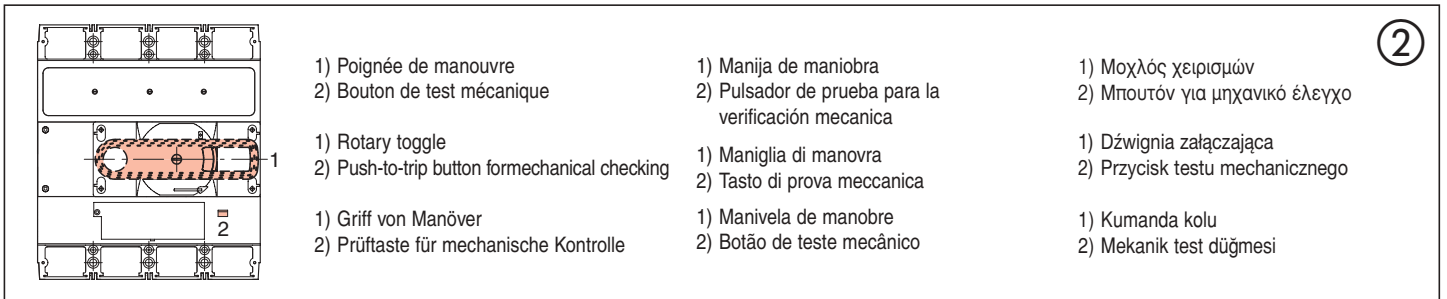 2
1
2
1) Poignée de manouvre
2) Bouton de test mécanique
1) Rotary toggle
2) Push-to-trip button formechanical checking
1) Griff von Manöver
2) Prüftaste für mechanische Kontrolle
1) Manija de maniobra
2) Pulsador de prueba para la
verificación mecanica
1) Maniglia di manovra
2) Tasto di prova meccanica
1) Manivela de manobre
2) Botão de teste mecânico
1) Μοχλός χειρισμών
2) Μπουτόν για μηχανικό έλεγχο
1) Dźwignia załączająca
2) Przycisk testu mechanicznego
1) Kumanda kolu
2) Mekanik test düğmesi